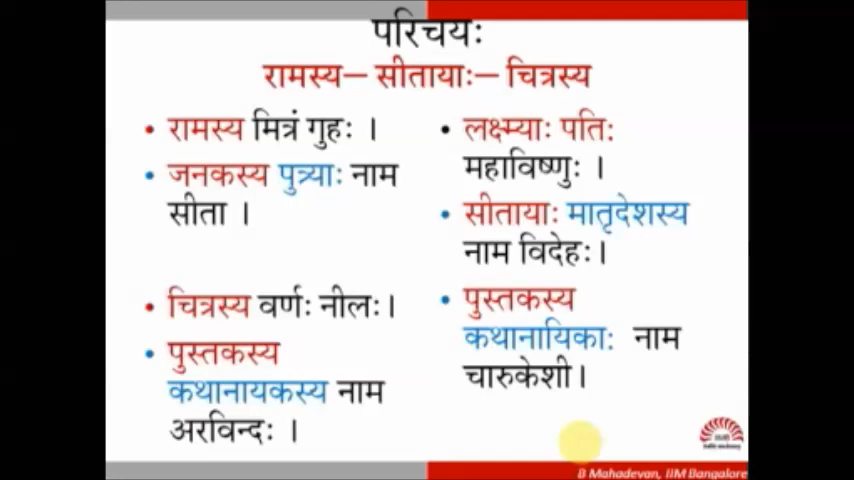 परिचयः
रामस्य– सीतायाः– चित्रस्य
• रामस्य मित्रं गुहः ।
• जनकस्य पुत्र्याः नाम
सीता ।
• चित्रस्य वर्णः नीलः।
• पुस्तकस्य
कथानायकस्य नाम
अरविन्दः ।
• लक्ष्म्याः पतिः
महाविष्णुः ।
• सीतायाः मातृदेशस्य
नाम विदेहः।
• पुस्तकस्य
कथानायिकाः नाम
चारुकेशी।
B Mahadevan, IIM Bangalore